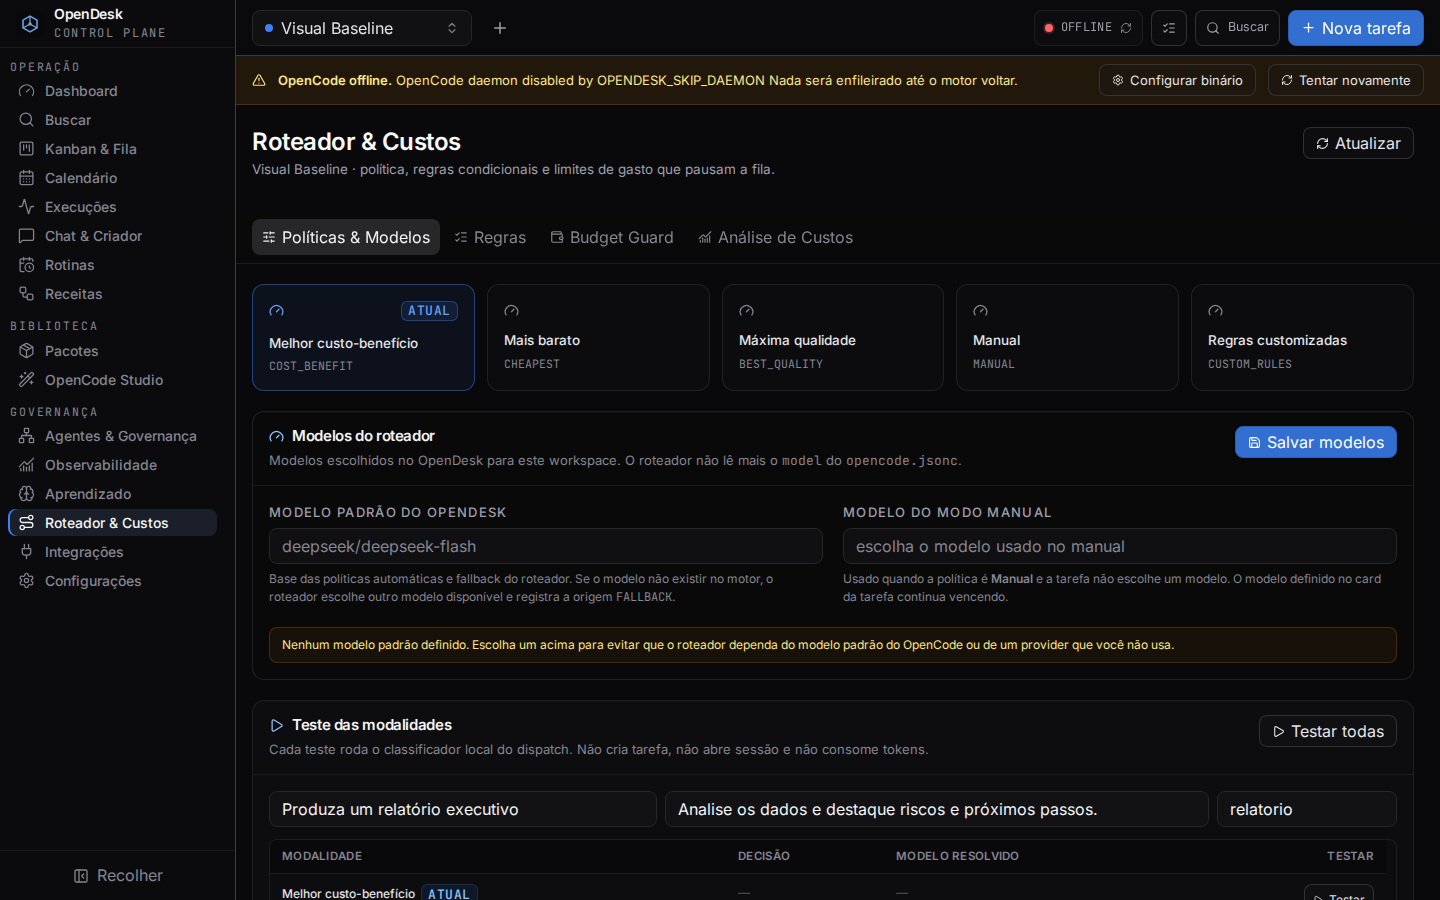 OpenDesk
CONTROL PLANE
OPERAÇÃO
Dashboard
Buscar
Kanban & Fila
Calendário
Execuções
Chat & Criador
Rotinas
Receitas
BIBLIOTECA
Pacotes
OpenCode Studio
GOVERNANÇA
Agentes & Governança
Observabilidade
Aprendizado
Roteador & Custos
Integrações
Configurações
Recolher
Visual Baseline
OFFLINE
Buscar
Nova tarefa
OpenCode offline. OpenCode daemon disabled by OPENDESK_SKIP_DAEMON Nada será enfileirado até o motor voltar.
Configurar binário
Tentar novamente
Roteador & Custos
Visual Baseline · política, regras condicionais e limites de gasto que pausam a fila.
Atualizar
Políticas & Modelos
Regras
Budget Guard
Análise de Custos
ATUAL
Melhor custo-benefício
COST_BENEFIT
Mais barato
CHEAPEST
Máxima qualidade
BEST_QUALITY
Manual
MANUAL
Regras customizadas
CUSTOM_RULES
Modelos do roteador
Modelos escolhidos no OpenDesk para este workspace. O roteador não lê mais o model do opencode.jsonc.
Salvar modelos
MODELO PADRÃO DO OPENDESK
deepseek/deepseek-flash
Base das políticas automáticas e fallback do roteador. Se o modelo não existir no motor, o
roteador escolhe outro modelo disponível e registra a origem FALLBACK.
MODELO DO MODO MANUAL
escolha o modelo usado no manual
Usado quando a política é Manual e a tarefa não escolhe um modelo. O modelo definido no card
da tarefa continua vencendo.
Nenhum modelo padrão definido. Escolha um acima para evitar que o roteador dependa do modelo padrão do OpenCode ou de um provider que você não usa.
Teste das modalidades
Cada teste roda o classificador local do dispatch. Não cria tarefa, não abre sessão e não consome tokens.
Testar todas
Produza um relatório executivo
Analise os dados e destaque riscos e próximos passos.
relatorio
MODALIDADE
DECISÃO
MODELO RESOLVIDO
TESTAR
Melhor custo-benefício
ATUAL
—
—
Testar